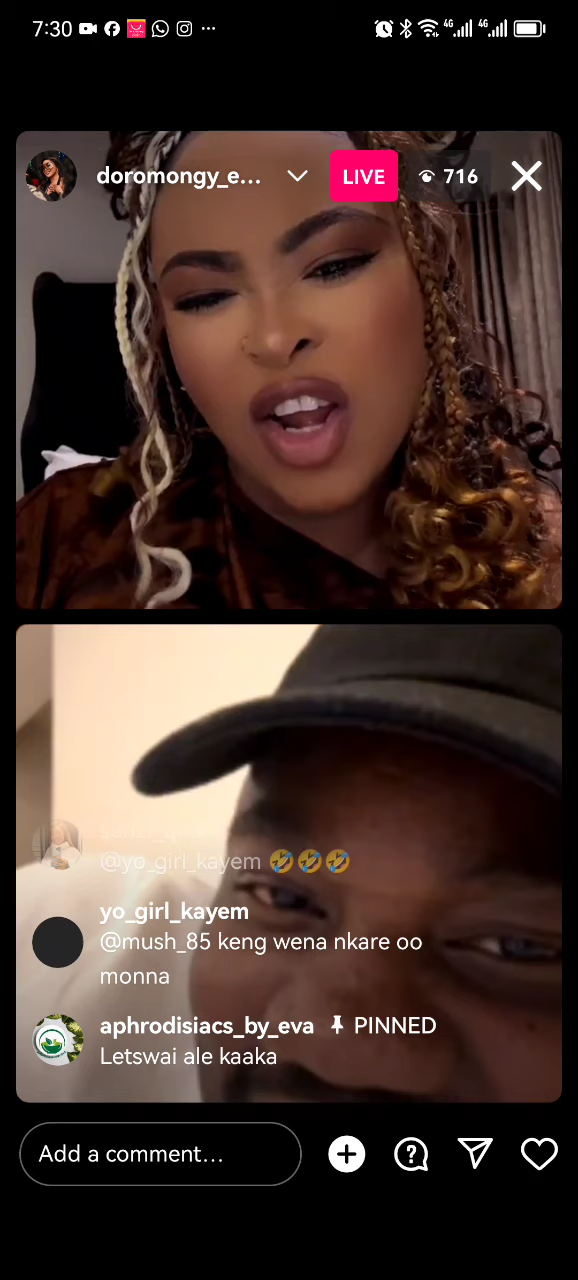 7:30
4G 4G
doromongy_e... LIVE 716
@yo_girl_kayem 🤣🤣🤣
yo_girl_kayem
@mush_85 keng wena nkare oo
monna
aphrodisiacs_by_eva PINNED
Letswai ale kaaka
Add a comment...